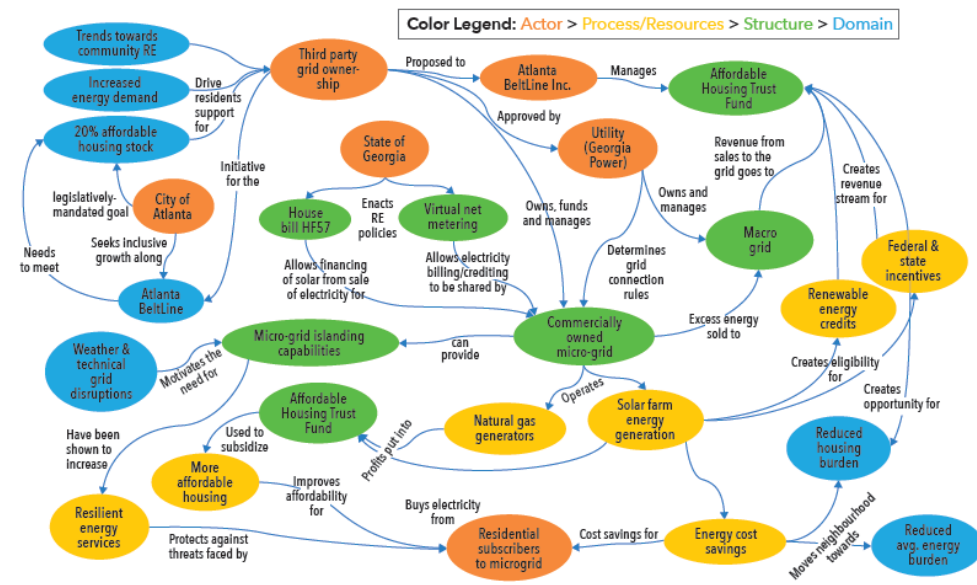 Color Legend: Actor > Process/Resources > Structure > Domain
Trends towards
community RE
Third party
grid owner-
ship
Proposed to
Atlanta
BeltLine Inc.
Manages
Affordable
Housing Trust
Fund
Increased
energy demand
Drive
residents
support
for
20% affordable
housing stock
Approved by
Utility
(Georgia
Power)
Revenue from
sales to the
grid goes to
Creates
revenue
stream for
State of
Georgia
Initiative
for the
legislatively-
mandated goal
City of
Atlanta
House
bill HF57
Enacts
RE
policies
Virtual net
metering
Owns, funds
and manages
Owns and
manages
Macro
grid
Federal &
state
incentives
Needs
to meet
Seeks inclusive
growth along
Allows financing
of solar from sale
of electricity for
Allows electricity
billing/crediting
to be shared by
Determines
grid
connection
rules
Atlanta
BeltLine
Renewable
energy
credits
Micro-grid islanding
capabilities
can
provide
Commercially
owned
micro-grid
Excess energy
sold to
Weather &
technical
grid
disruptions
Motivates the
need for
Creates eligibility
for
Operates
Creates
opportunity for
Affordable
Housing Trust
Fund
Natural gas
generators
Solar farm
energy
generation
Have been
shown to
increase
Used to
subsidize
Profits put into
Reduced
housing
burden
More
affordable
housing
Improves
affordability
for
Buys electricity
from
Resilient
energy
services
Protects against
threats faced by
Residential
subscribers
to microgrid
Cost savings for
Energy cost
savings
Moves neighbourhood
towards
Reduced
avg. energy
burden